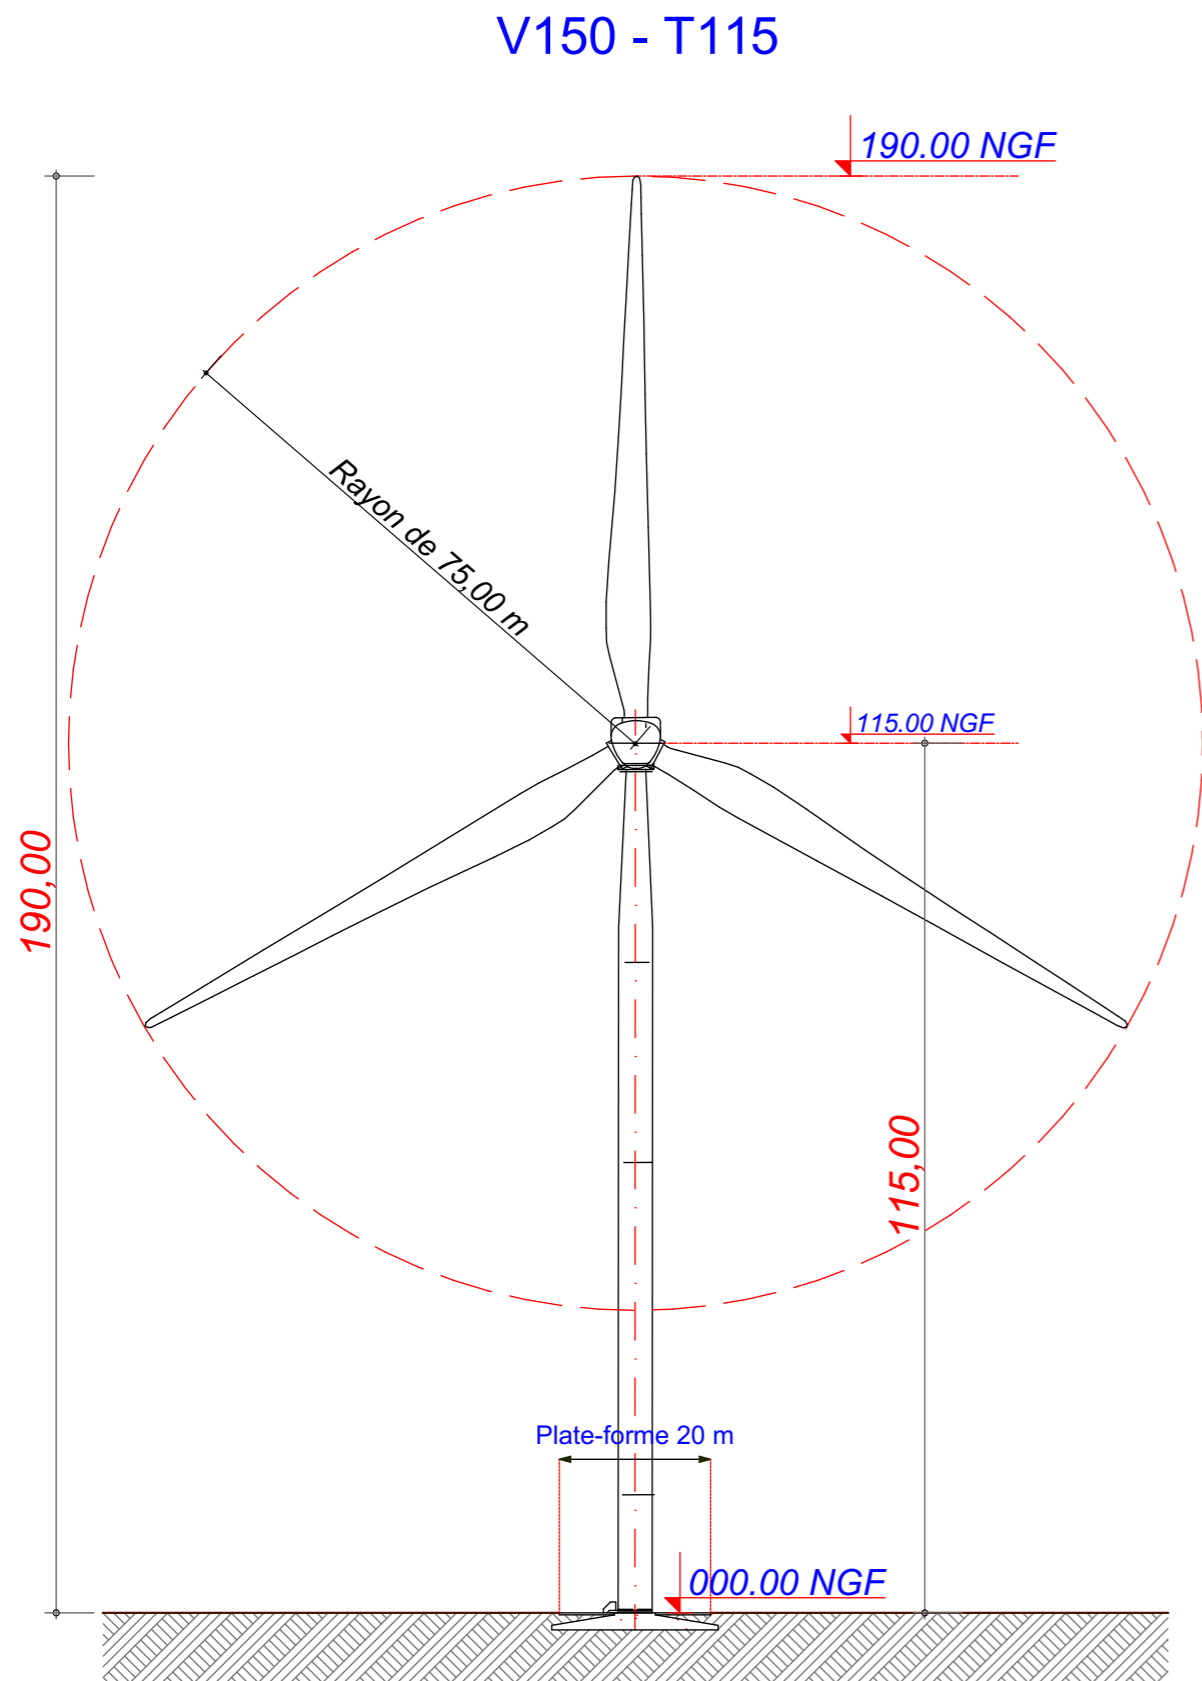 V150 - T115
190.00 NGF
Rayon de 75,00 m
115.00 NGF
190,00
115,00
Plate-forme 20 m
000.00 NGF